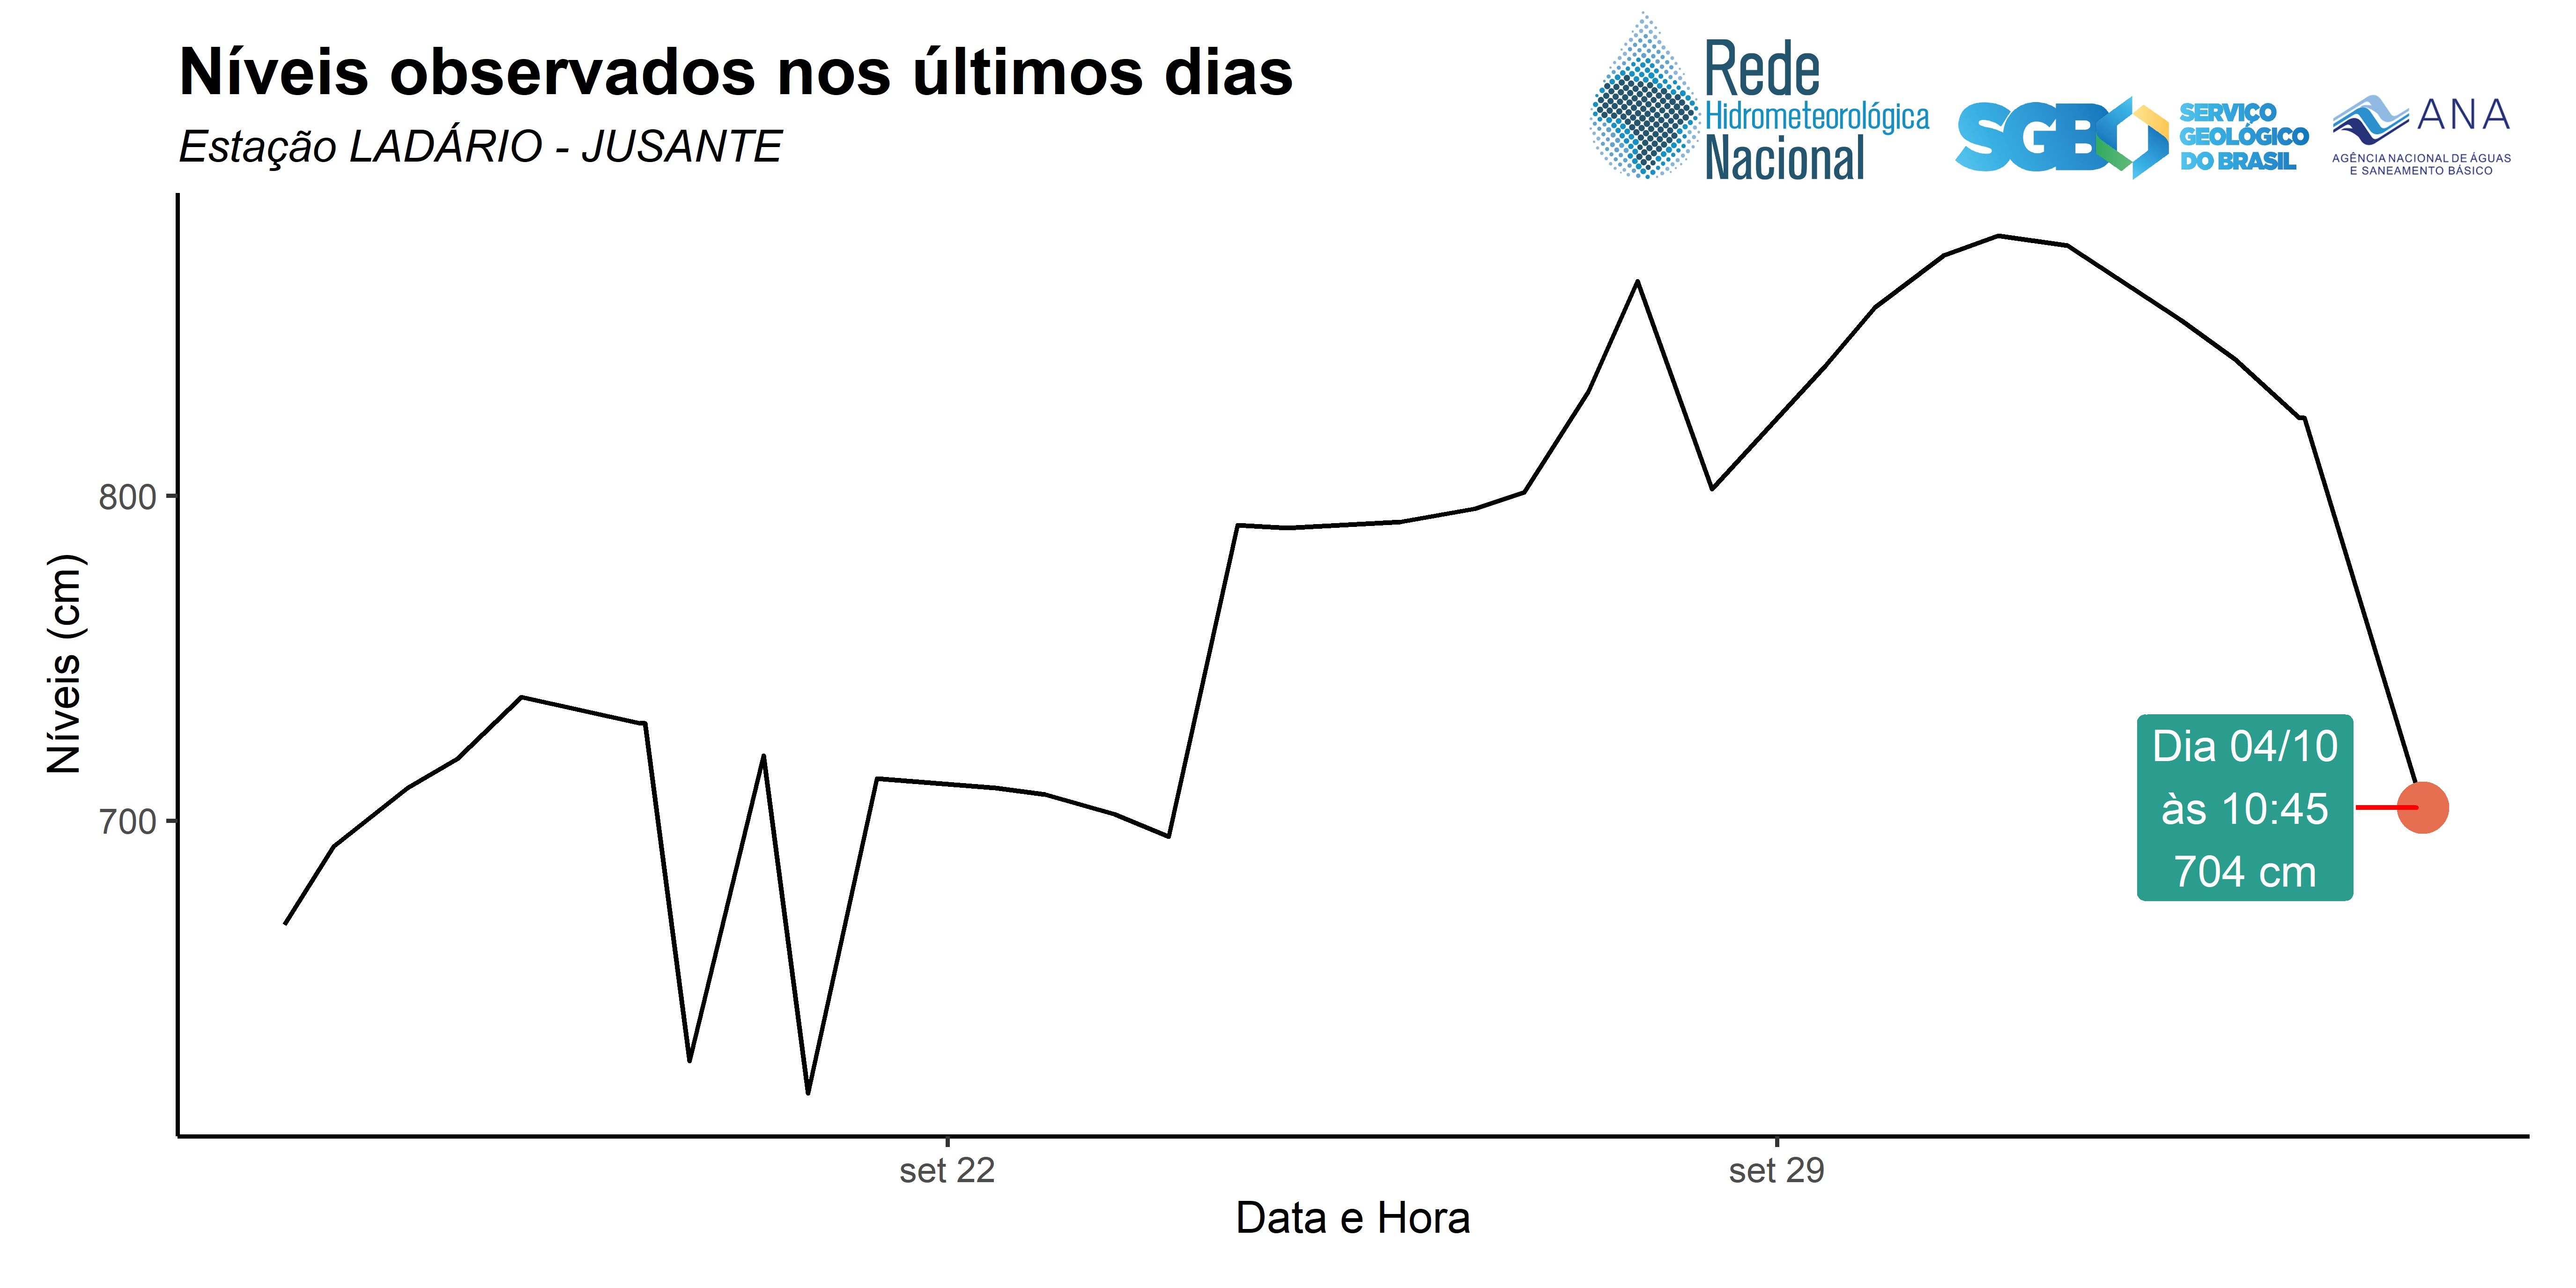 Níveis observados nos últimos dias
Estação LADÁRIO - JUSANTE
Rede
Hidrometeorológica
Nacional
SGB
SERVIÇO
GEOLÓGICO
DO BRASIL
ANA
AGÊNCIA NACIONAL DE ÁGUAS
E SANEAMENTO BÁSICO
Níveis (cm)
800
700
Dia 04/10
às 10:45
704 cm
set 22
set 29
Data e Hora